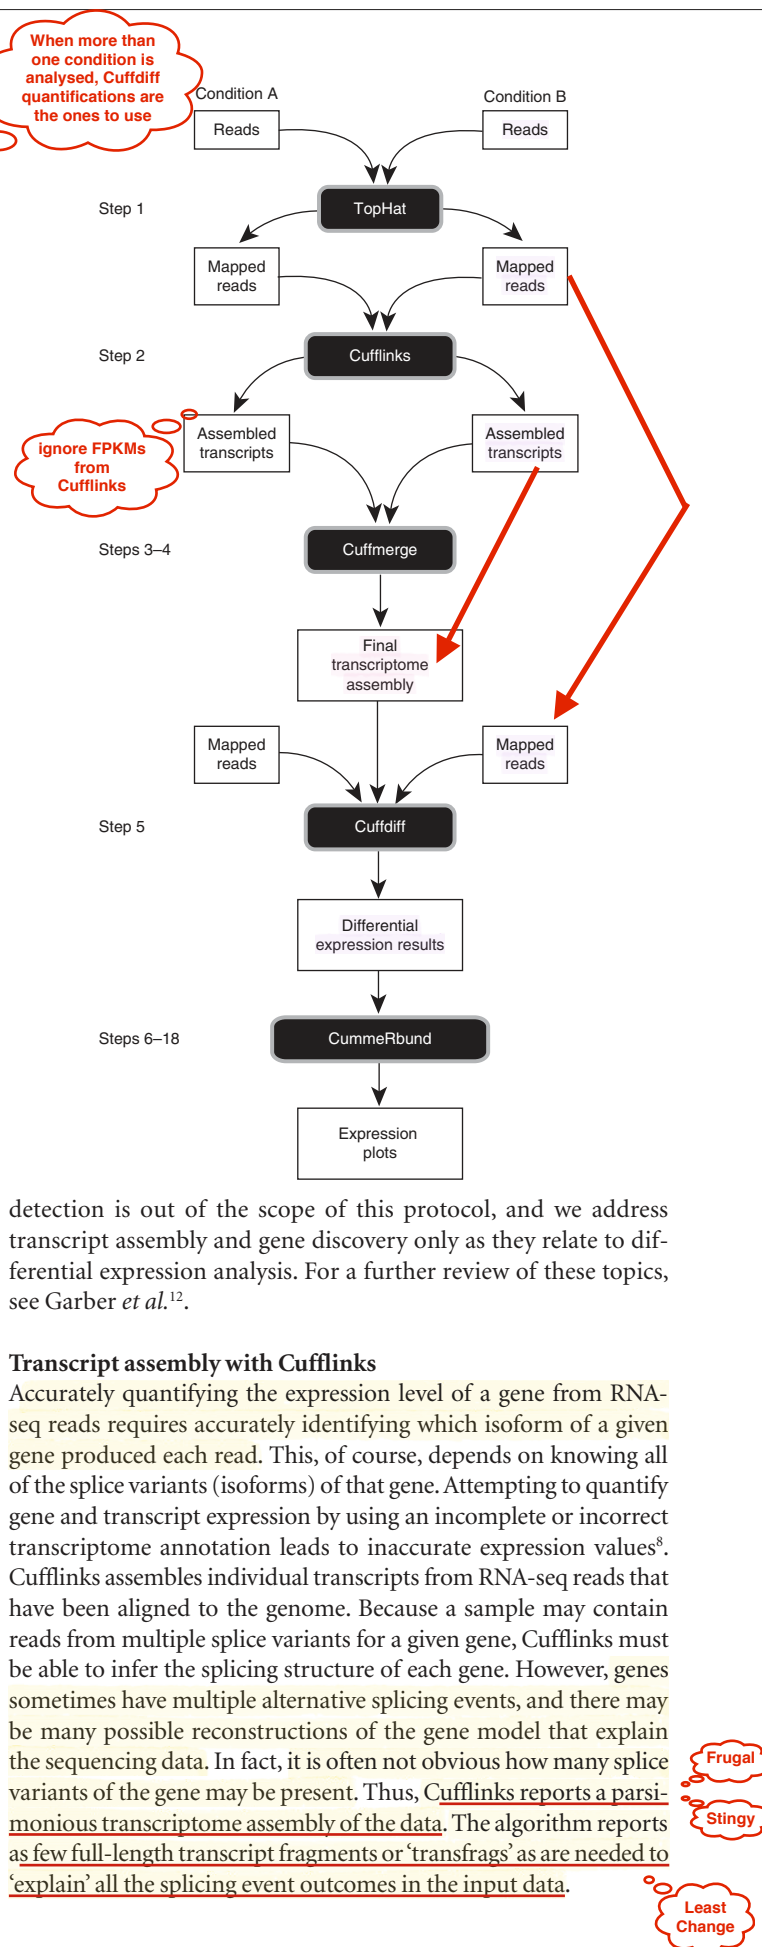 When more than
one condition is
analysed, Cuffdiff
quantifications are
the ones to use
Condition A
Condition B
Reads
Reads
Step 1
TopHat
Mapped
reads
Mapped
reads
Step 2
Cufflinks
ignore FPKMs
from
Cufflinks
Assembled
transcripts
Assembled
transcripts
Steps 3–4
Cuffmerge
Final
transcriptome
assembly
Mapped
reads
Mapped
reads
Step 5
Cuffdiff
Differential
expression results
Steps 6–18
CummeRbund
Expression
plots
detection is out of the scope of this protocol, and we address
transcript assembly and gene discovery only as they relate to dif-
ferential expression analysis. For a further review of these topics,
see Garber et al.12.
Transcript assembly with Cufflinks
Accurately quantifying the expression level of a gene from RNA-
seq reads requires accurately identifying which isoform of a given
gene produced each read. This, of course, depends on knowing all
of the splice variants (isoforms) of that gene. Attempting to quantify
gene and transcript expression by using an incomplete or incorrect
transcriptome annotation leads to inaccurate expression values8.
Cufflinks assembles individual transcripts from RNA-seq reads that
have been aligned to the genome. Because a sample may contain
reads from multiple splice variants for a given gene, Cufflinks must
be able to infer the splicing structure of each gene. However, genes
sometimes have multiple alternative splicing events, and there may
be many possible reconstructions of the gene model that explain
the sequencing data. In fact, it is often not obvious how many splice
variants of the gene may be present. Thus, Cufflinks reports a parsi-
monious transcriptome assembly of the data. The algorithm reports
as few full-length transcript fragments or ‘transfrags’ as are needed to
‘explain’ all the splicing event outcomes in the input data.
Frugal
Stingy
Least
Change